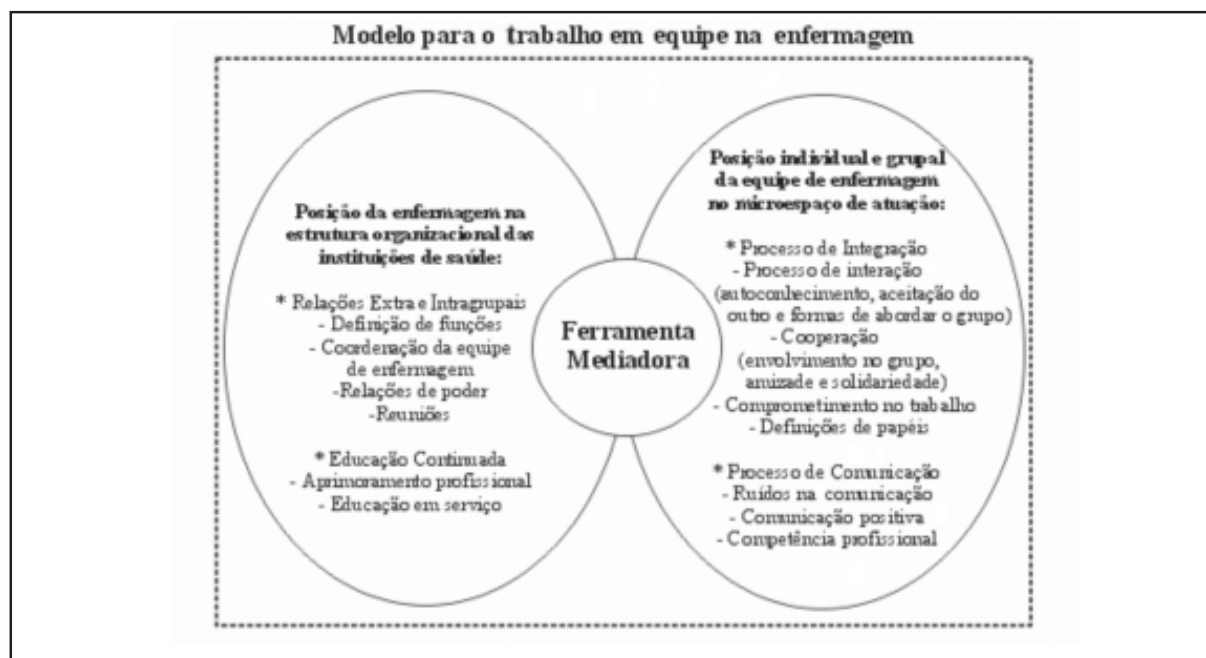 Modelo para o trabalho em equipe na enfermagem
Posição da enfermagem na
estrutura organizacional das
instituições de saúde:
* Relações Extra e Intragrupais
- Definição de funções
- Coordenação da equipe
de enfermagem
-Relações de poder
-Reuniões
* Educação Continuada
- Aprimoramento profissional
- Educação em serviço
Ferramenta
Mediadora
Posição individual e grupal
da equipe de enfermagem
no microespaço de atuação:
* Processo de Integração
- Processo de interação
(autoconhecimento, aceitação do
outro e formas de abordar o grupo)
- Cooperação
(envolvimento no grupo,
amizade e solidariedade)
- Comprometimento no trabalho
- Definições de papéis
* Processo de Comunicação
- Ruídos na comunicação
- Comunicação positiva
- Competência profissional